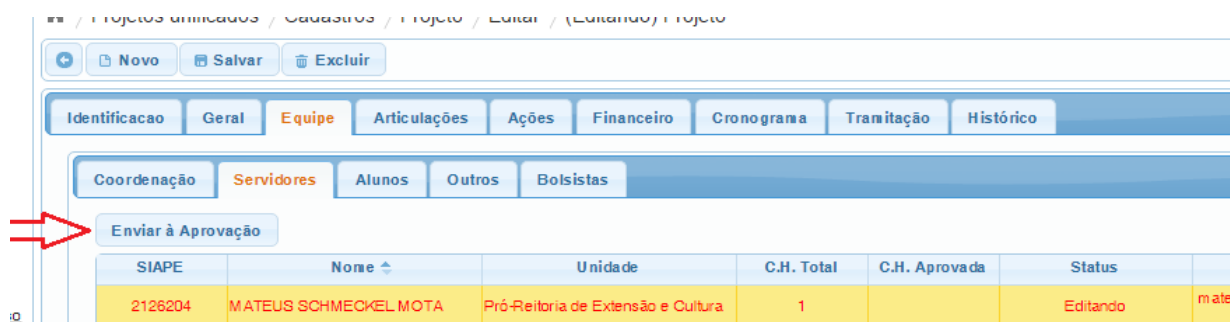 / Projetos unificados / Cadastros / Projeto / Editar / (Editando) Projeto
Novo Salvar Excluir
Identificacao Geral Equipe Articulações Ações Financeiro Cronograma Tramitação Histórico
Coordenação Servidores Alunos Outros Bolsistas
Enviar à Aprovação
SIAPE Nome Unidade C.H. Total C.H. Aprovada Status
2126204 MATEUS SCHMECKEL MOTA Pró-Reitoria de Extensão e Cultura 1 Editando mate